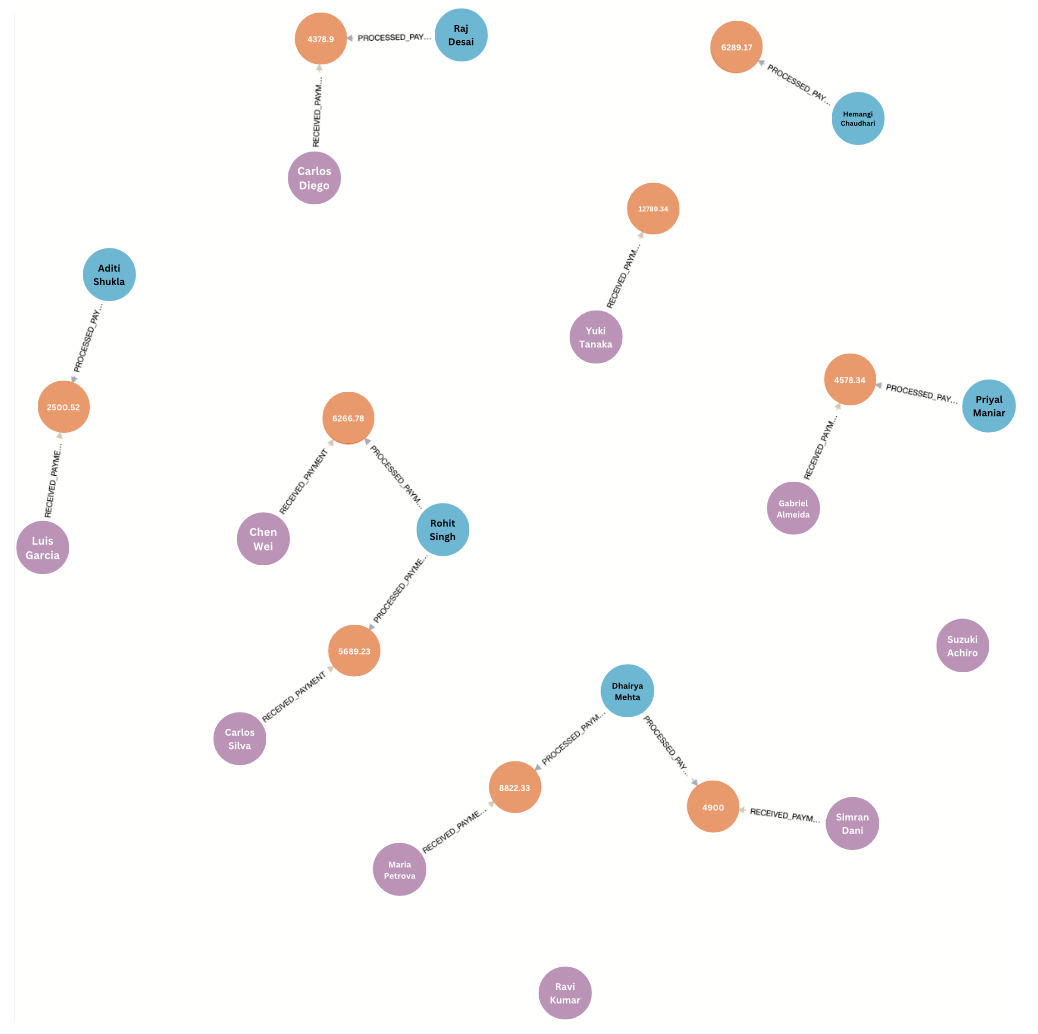 4378.9
PROCESSED_PAY...
Raj
Desai
RECEIVED_PAYM...
Carlos
Diego
6289.17
PROCESSED_PAY...
Hemangi
Chaudhari
12789.34
RECEIVED_PAYM...
Yuki
Tanaka
Aditi
Shukla
PROCESSED_PAY...
2500.52
RECEIVED_PAYME...
Luis
Garcia
6266.78
RECEIVED_PAYMENT
PROCESSED_PAYM...
Chen
Wei
Rohit
Singh
PROCESSED_PAYME...
5689.23
RECEIVED_PAYMENT
Carlos
Silva
4578.34
PROCESSED_PAY...
Priyal
Maniar
RECEIVED_PAYM...
Gabriel
Almeida
Suzuki
Achiro
Dhairya
Mehta
PROCESSED_PAYM...
PROCESSED_PAY...
8822.33
4900
RECEIVED_PAYM...
Simran
Dani
RECEIVED_PAYME...
Maria
Petrova
Ravi
Kumar